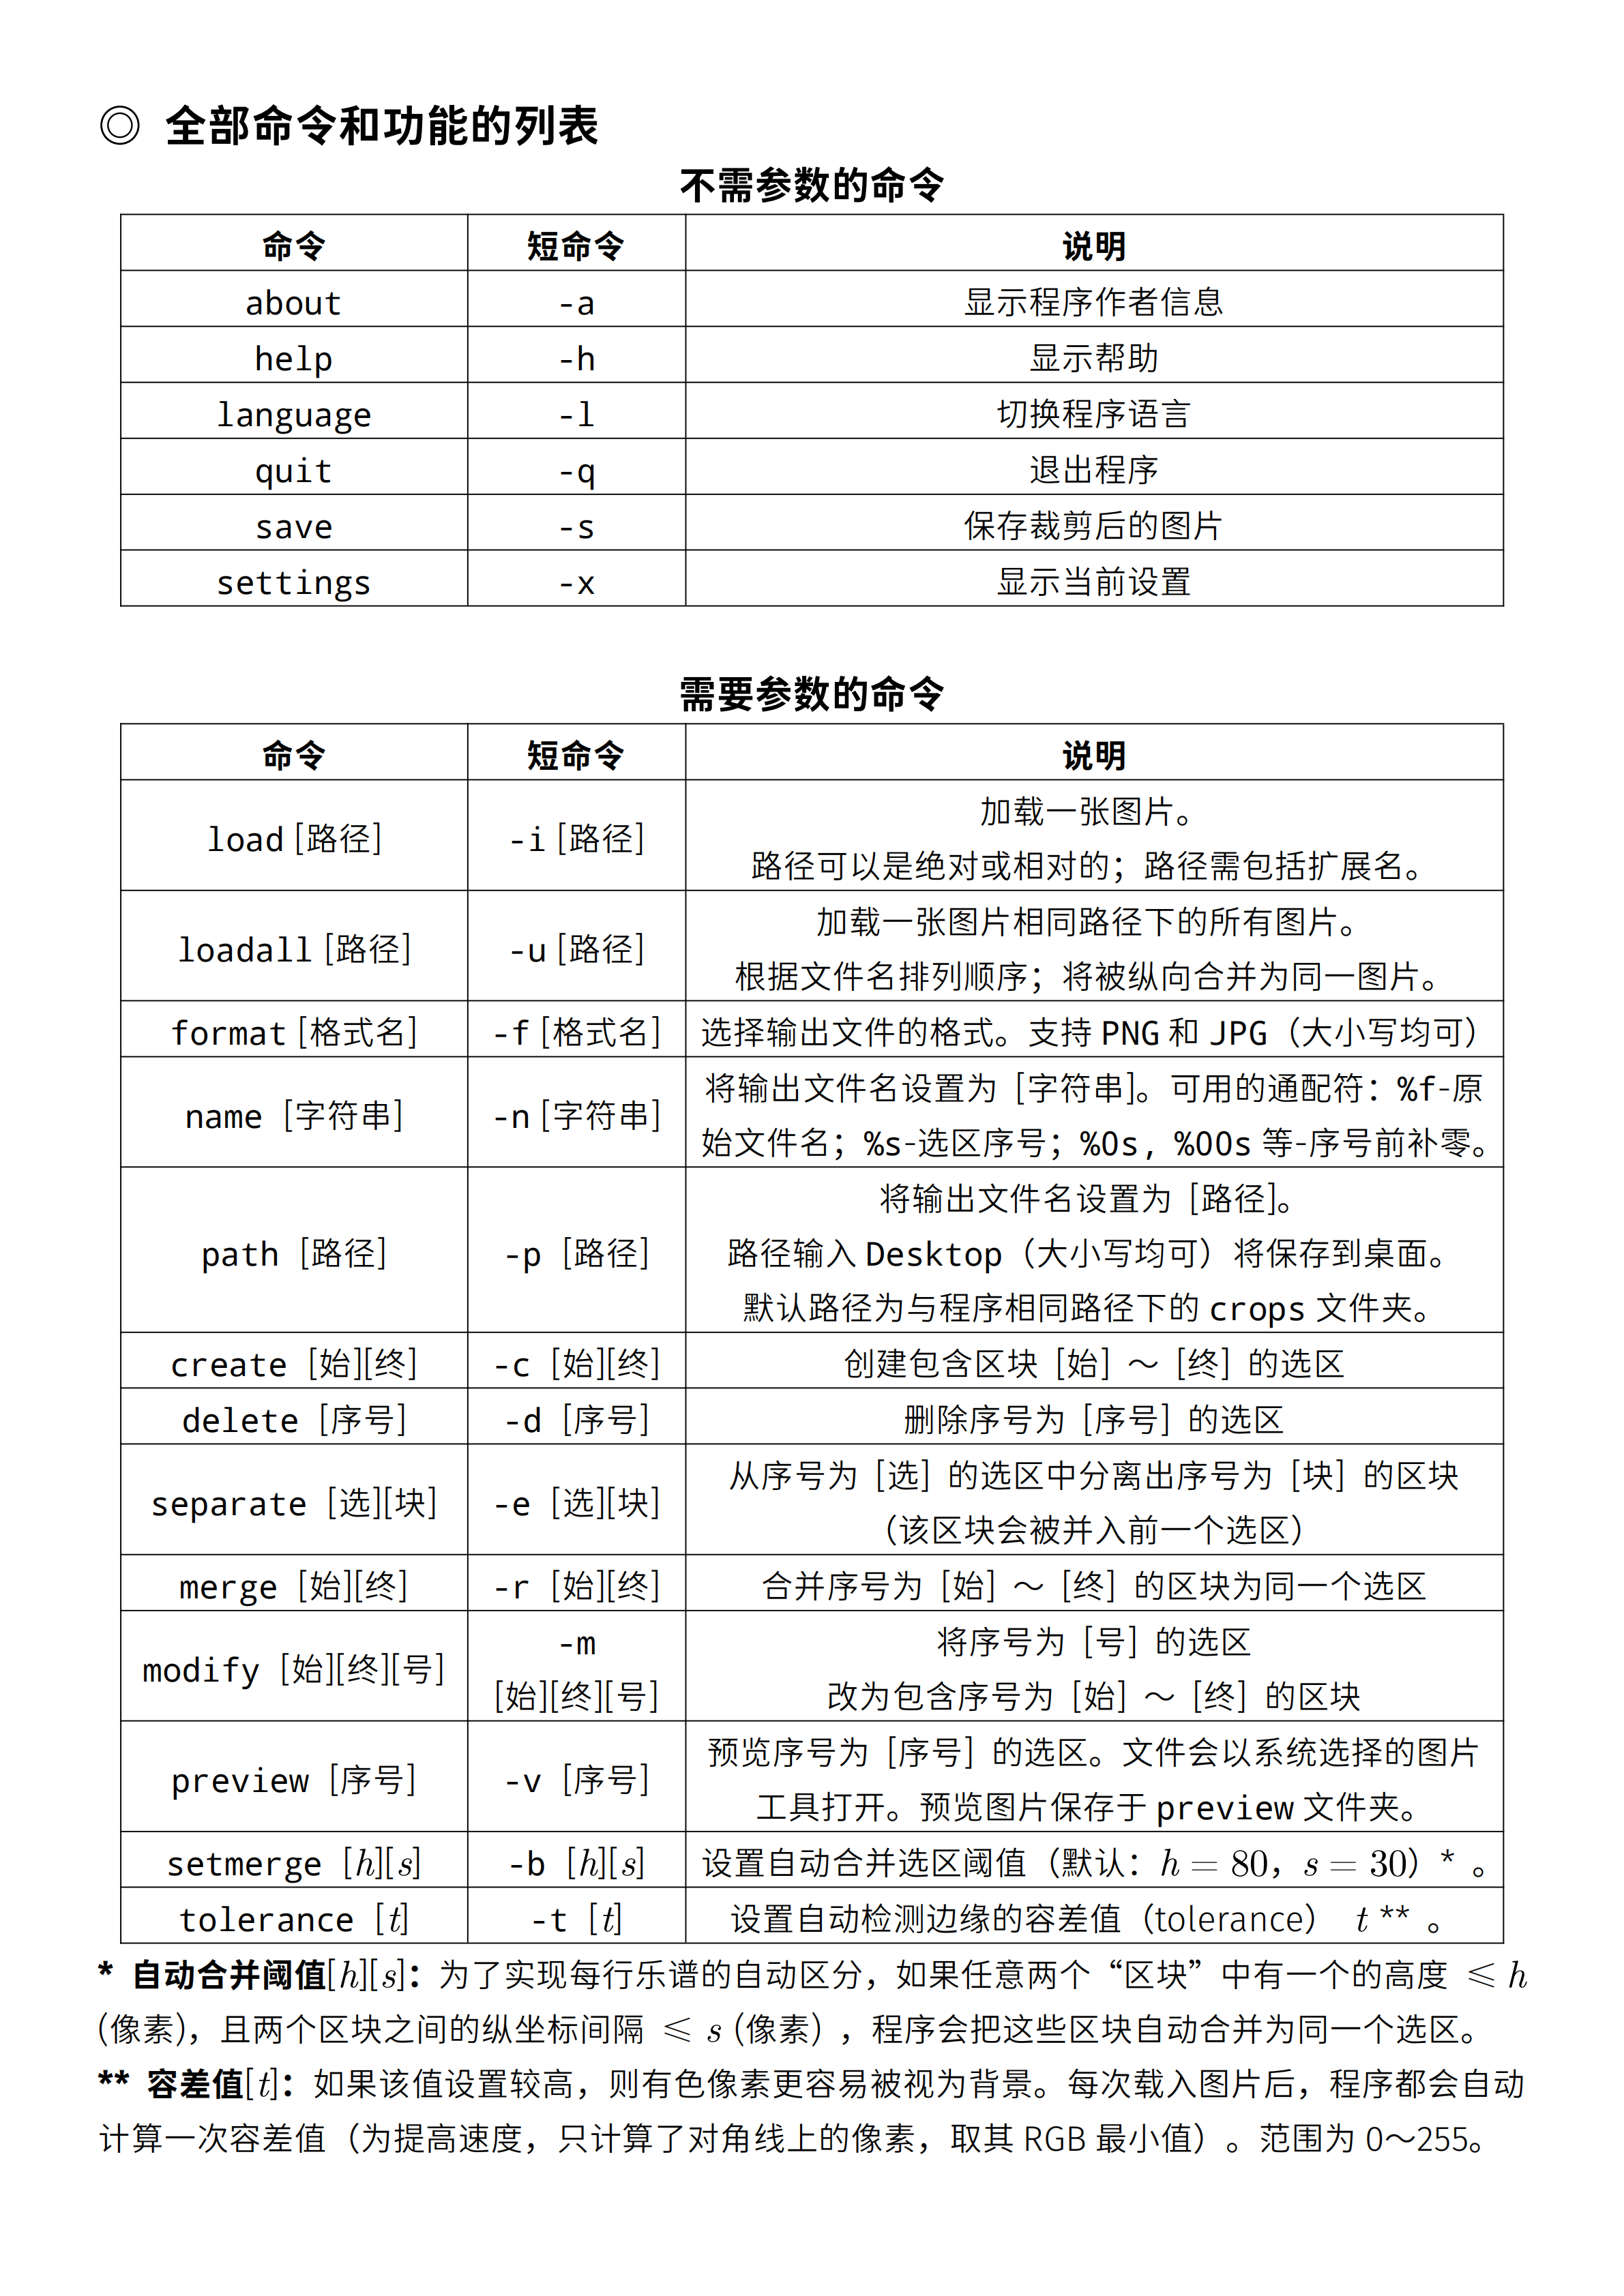 ◎ 全部命令和功能的列表
不需参数的命令
命令 短命令 说明
about -a 显示程序作者信息
help -h 显示帮助
language -l 切换程序语言
quit -q 退出程序
save -s 保存裁剪后的图片
settings -x 显示当前设置
需要参数的命令
命令 短命令 说明
加载一张图片。
load [路径] -i [路径]
路径可以是绝对或相对的；路径需包括扩展名。
加载一张图片相同路径下的所有图片。
loadall [路径] -u [路径]
根据文件名排列顺序；将被纵向合并为同一图片。
format [格式名] -f [格式名] 选择输出文件的格式。支持 PNG 和 JPG（大小写均可）
将输出文件名设置为 [字符串]。可用的通配符：%f-原
name [字符串] -n [字符串]
始文件名；%s-选区序号；%0s, %00s 等-序号前补零。
将输出文件名设置为 [路径]。
path [路径] -p [路径] 路径输入 Desktop（大小写均可）将保存到桌面。
默认路径为与程序相同路径下的 crops 文件夹。
create [始][终] -c [始][终] 创建包含区块 [始] ～ [终] 的选区
delete [序号] -d [序号] 删除序号为 [序号] 的选区
从序号为 [选] 的选区中分离出序号为 [块] 的区块
separate [选][块] -e [选][块]
（该区块会被并入前一个选区）
merge [始][终] -r [始][终] 合并序号为 [始] ～ [终] 的区块为同一个选区
-m 将序号为 [号] 的选区
modify [始][终][号]
[始][终][号] 改为包含序号为 [始] ～ [终] 的区块
预览序号为 [序号] 的选区。文件会以系统选择的图片
preview [序号] -v [序号]
工具打开。预览图片保存于 preview 文件夹。
setmerge [h][s] -b [h][s] 设置自动合并选区阈值（默认：h = 80，s = 30）* 。
tolerance [t] -t [t] 设置自动检测边缘的容差值（tolerance） t ** 。
* 自动合并阈值[h][s]：为了实现每行乐谱的自动区分，如果任意两个“区块”中有一个的高度 ≤ h
(像素)，且两个区块之间的纵坐标间隔 ≤ s (像素) ，程序会把这些区块自动合并为同一个选区。
** 容差值[t]：如果该值设置较高，则有色像素更容易被视为背景。每次载入图片后，程序都会自动
计算一次容差值（为提高速度，只计算了对角线上的像素，取其 RGB 最小值）。范围为 0～255。